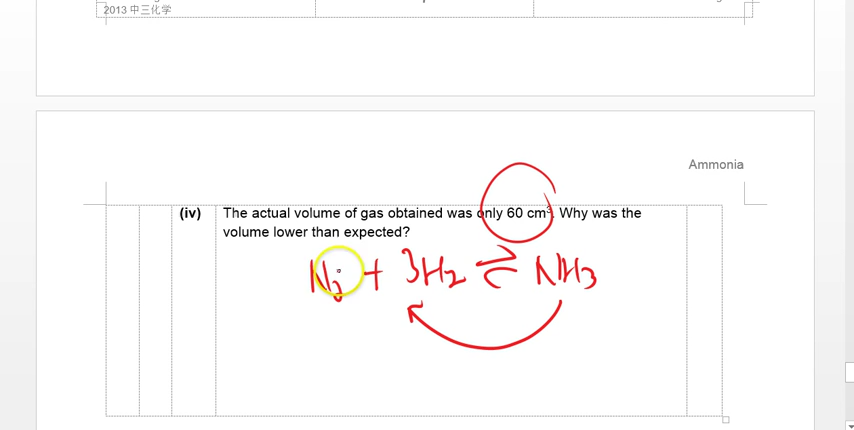 2013 中三化学
Ammonia
(iv) The actual volume of gas obtained was only 60 cm³. Why was the
volume lower than expected?
N₂ + 3H₂ ⇌ NH₃